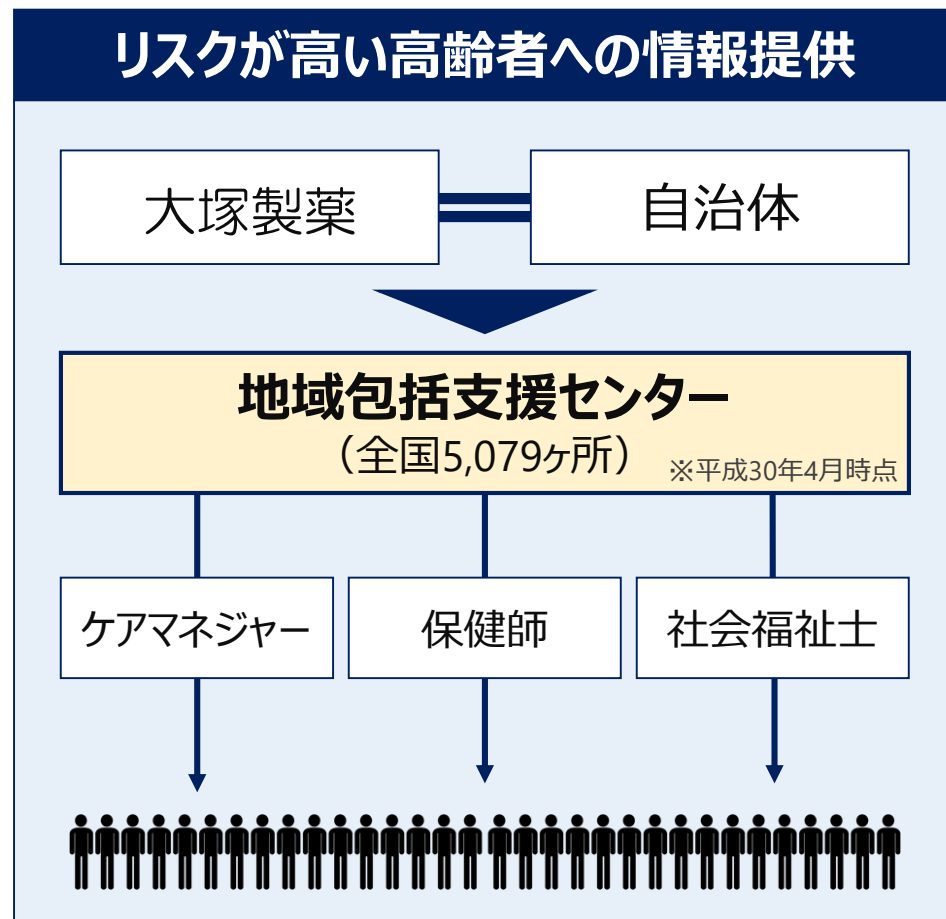 リスクが高い高齢者への情報提供
大塚製薬
自治体
地域包括支援センター
（全国5,079ヶ所）
※平成30年4月時点
ケアマネジャー
保健師
社会福祉士